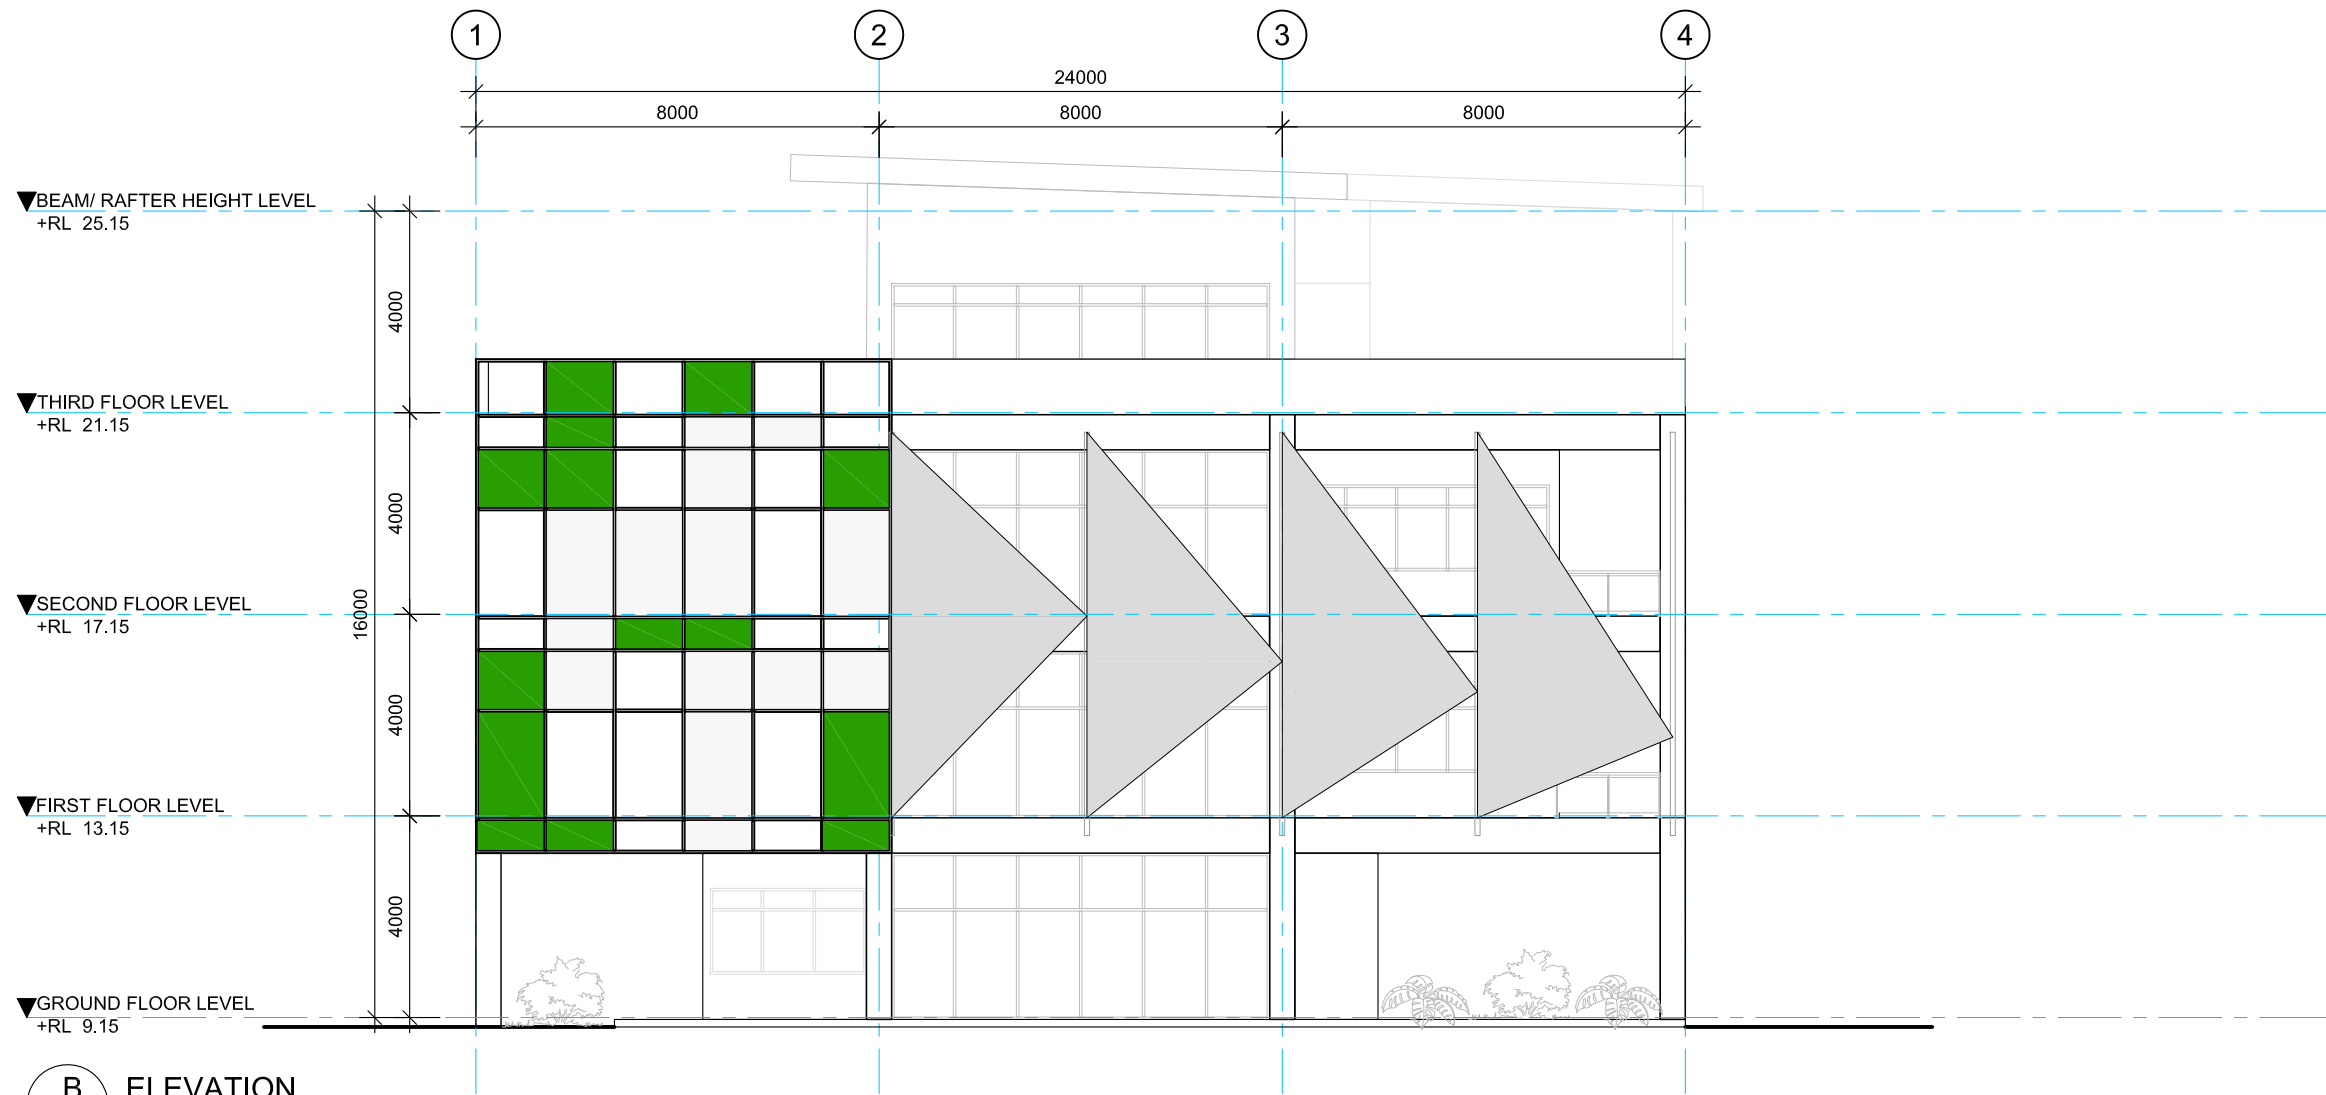 1 2 3 4
24000
8000 8000 8000
BEAM/ RAFTER HEIGHT LEVEL
+RL 25.15
4000
THIRD FLOOR LEVEL
+RL 21.15
4000
SECOND FLOOR LEVEL
+RL 17.15
16000
4000
FIRST FLOOR LEVEL
+RL 13.15
4000
GROUND FLOOR LEVEL
+RL 9.15
B ELEVATION